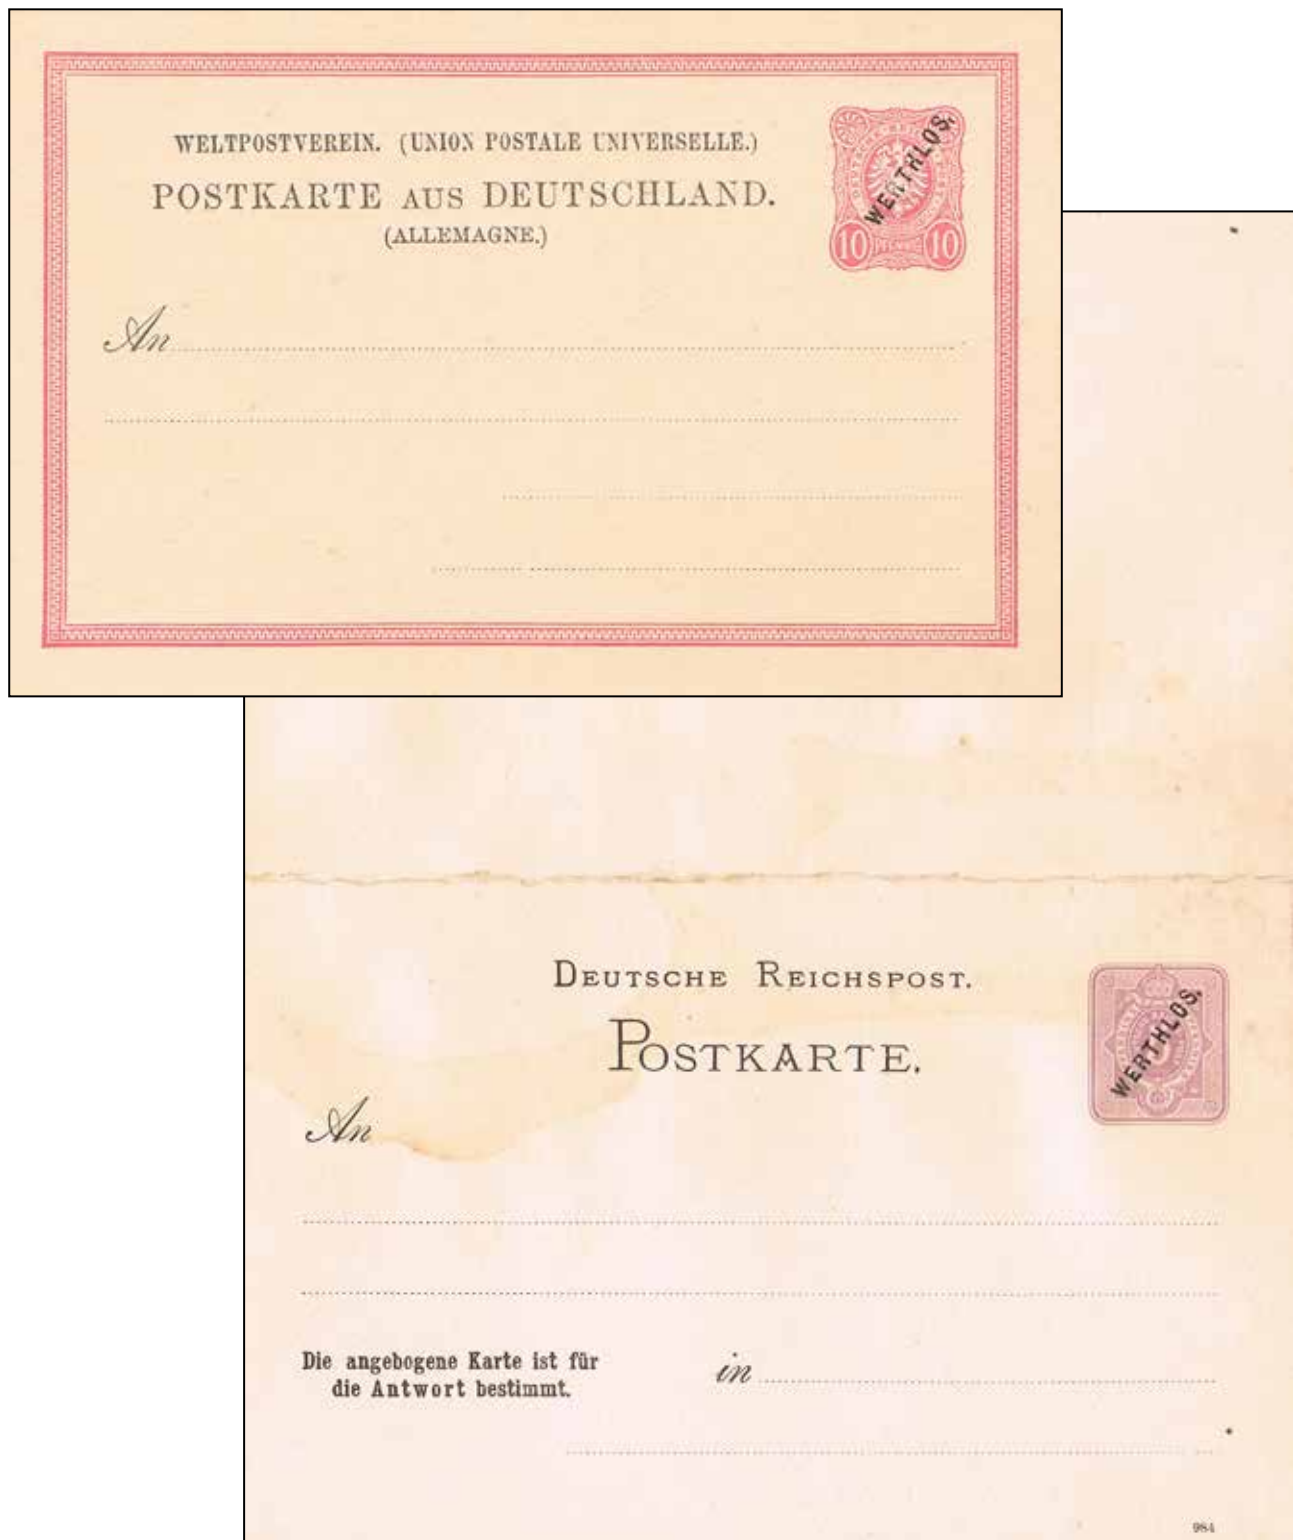 WELTPOSTVEREIN. (UNION POSTALE UNIVERSELLE.)
POSTKARTE AUS DEUTSCHLAND.
(ALLEMAGNE.)
WERTHLOS.
10 PFENNIG 10
An
DEUTSCHE REICHSPOST.
POSTKARTE.
WERTHLOS.
An
Die angebogene Karte ist für
die Antwort bestimmt.
in
984